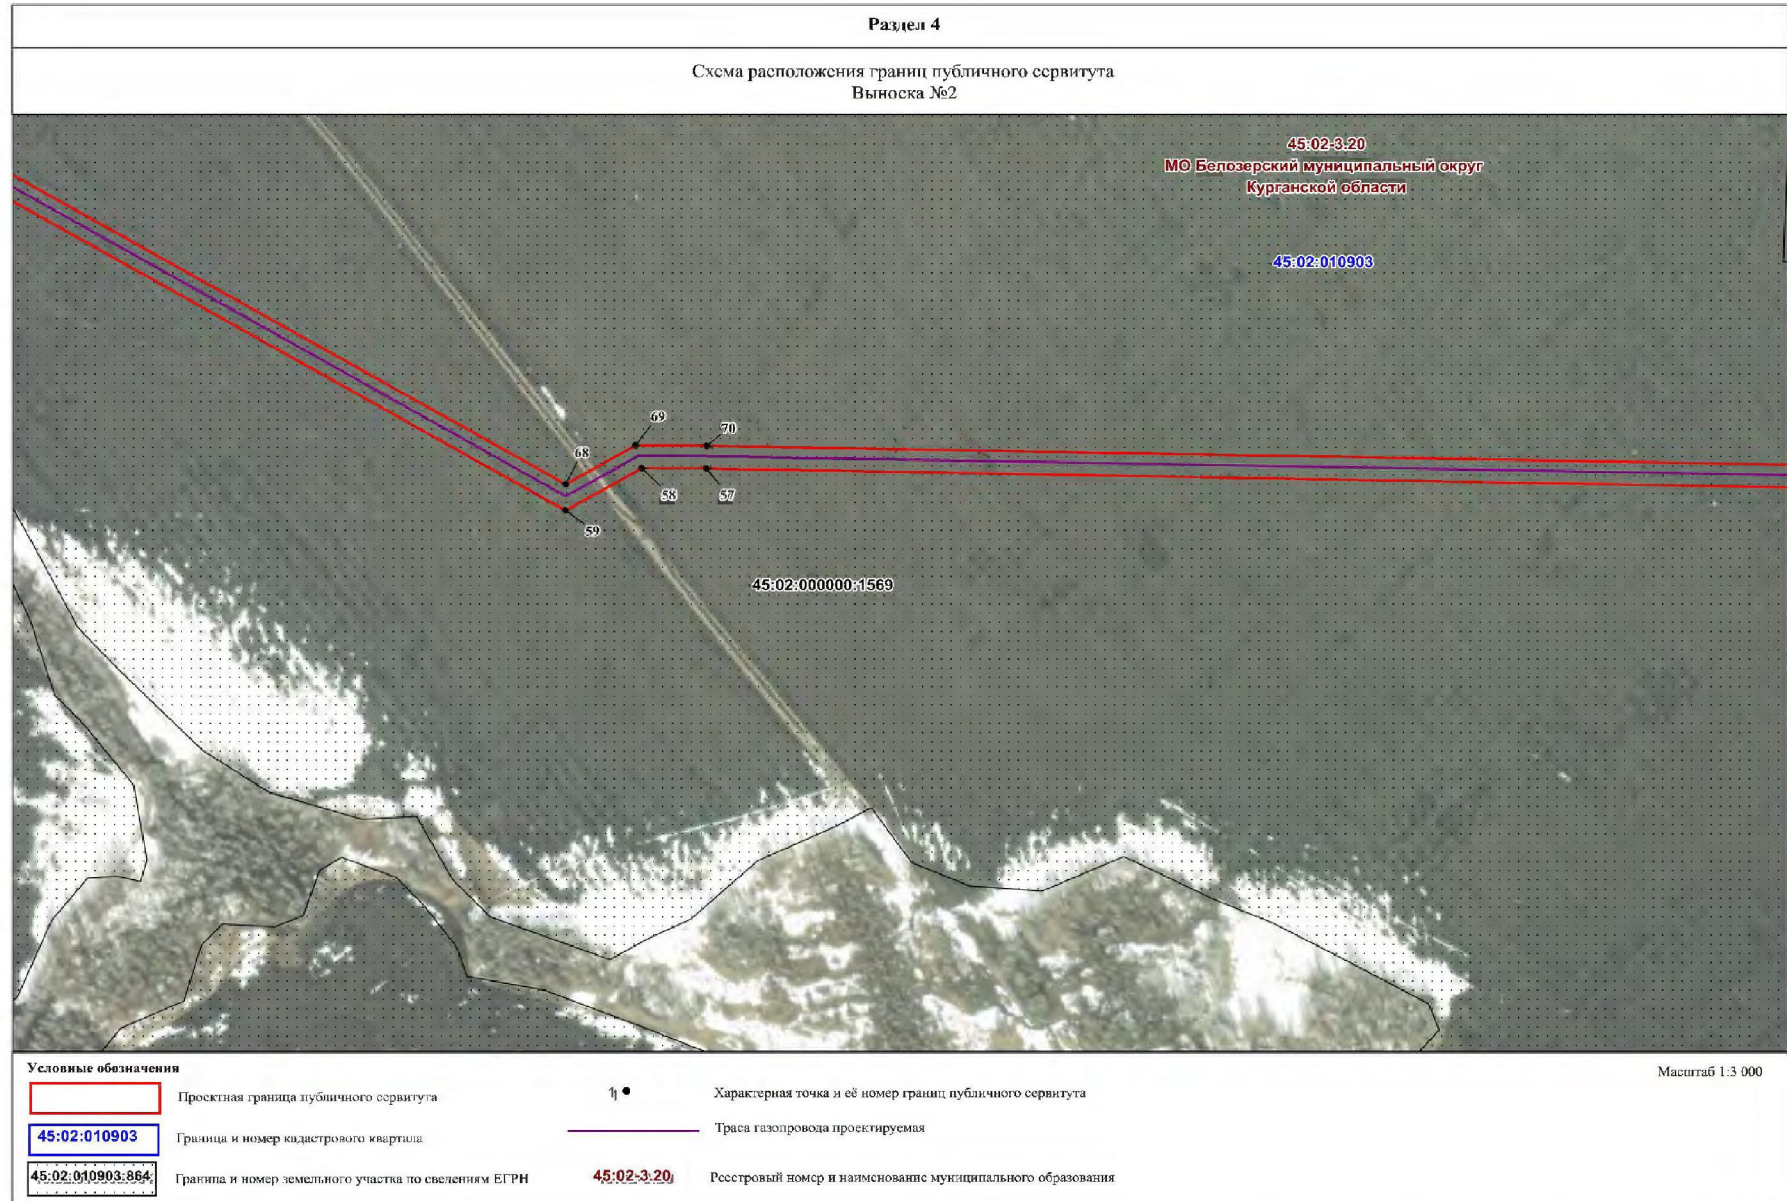 Раздел 4
Схема расположения границ публичного сервитута
Выноска №2
45:02-3.20
МО Белозерский муниципальный округ
Курганской области
45:02:010903
69
70
68
58
57
59
45:02:000000:1569
Условные обозначения
Масштаб 1:3 000
Проектная граница публичного сервитута
1 Характерная точка и её номер границ публичного сервитута
45:02:010903 Граница и номер кадастрового квартала
Траса газопровода проектируемая
45:02:010903:864 Граница и номер земельного участка по сведениям ЕГРН
45:02-3.20 Реестровый номер и наименование муниципального образования